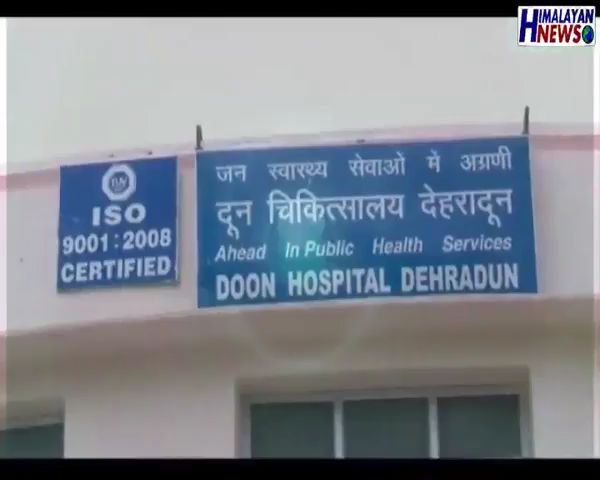 HIMALAYAN
NEWS
ISO
9001:2008
CERTIFIED
जन स्वास्थ्य सेवाओं में अग्रणी
दून चिकित्सालय देहरादून
Ahead In Public Health Services
DOON HOSPITAL DEHRADUN